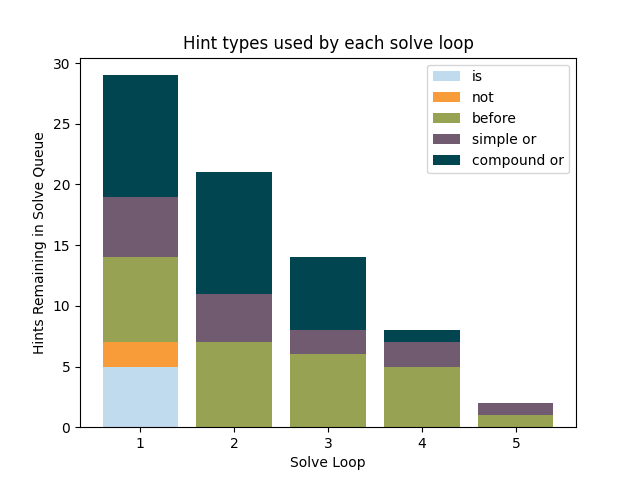 Hint types used by each solve loop
is
not
before
simple or
compound or
Hints Remaining in Solve Queue
30
25
20
15
10
5
0
1 2 3 4 5
Solve Loop